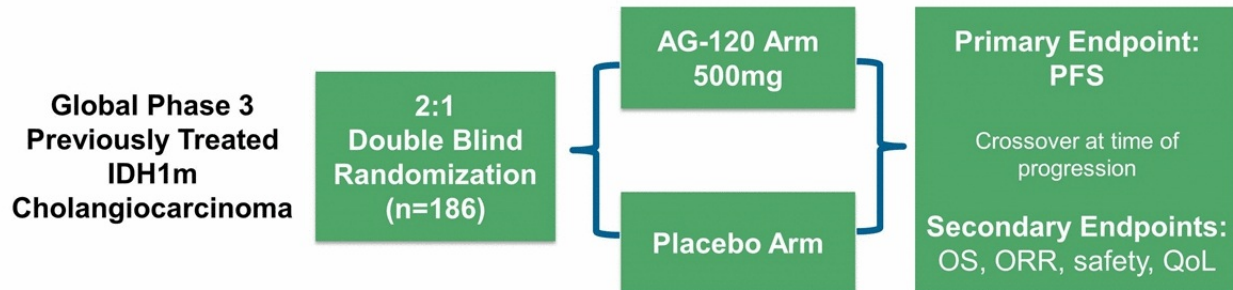 Global Phase 3
Previously Treated
IDH1m
Cholangiocarcinoma
2:1
Double Blind
Randomization
(n=186)
AG-120 Arm
500mg
Placebo Arm
Primary Endpoint:
PFS
Crossover at time of
progression
Secondary Endpoints:
OS, ORR, safety, QoL